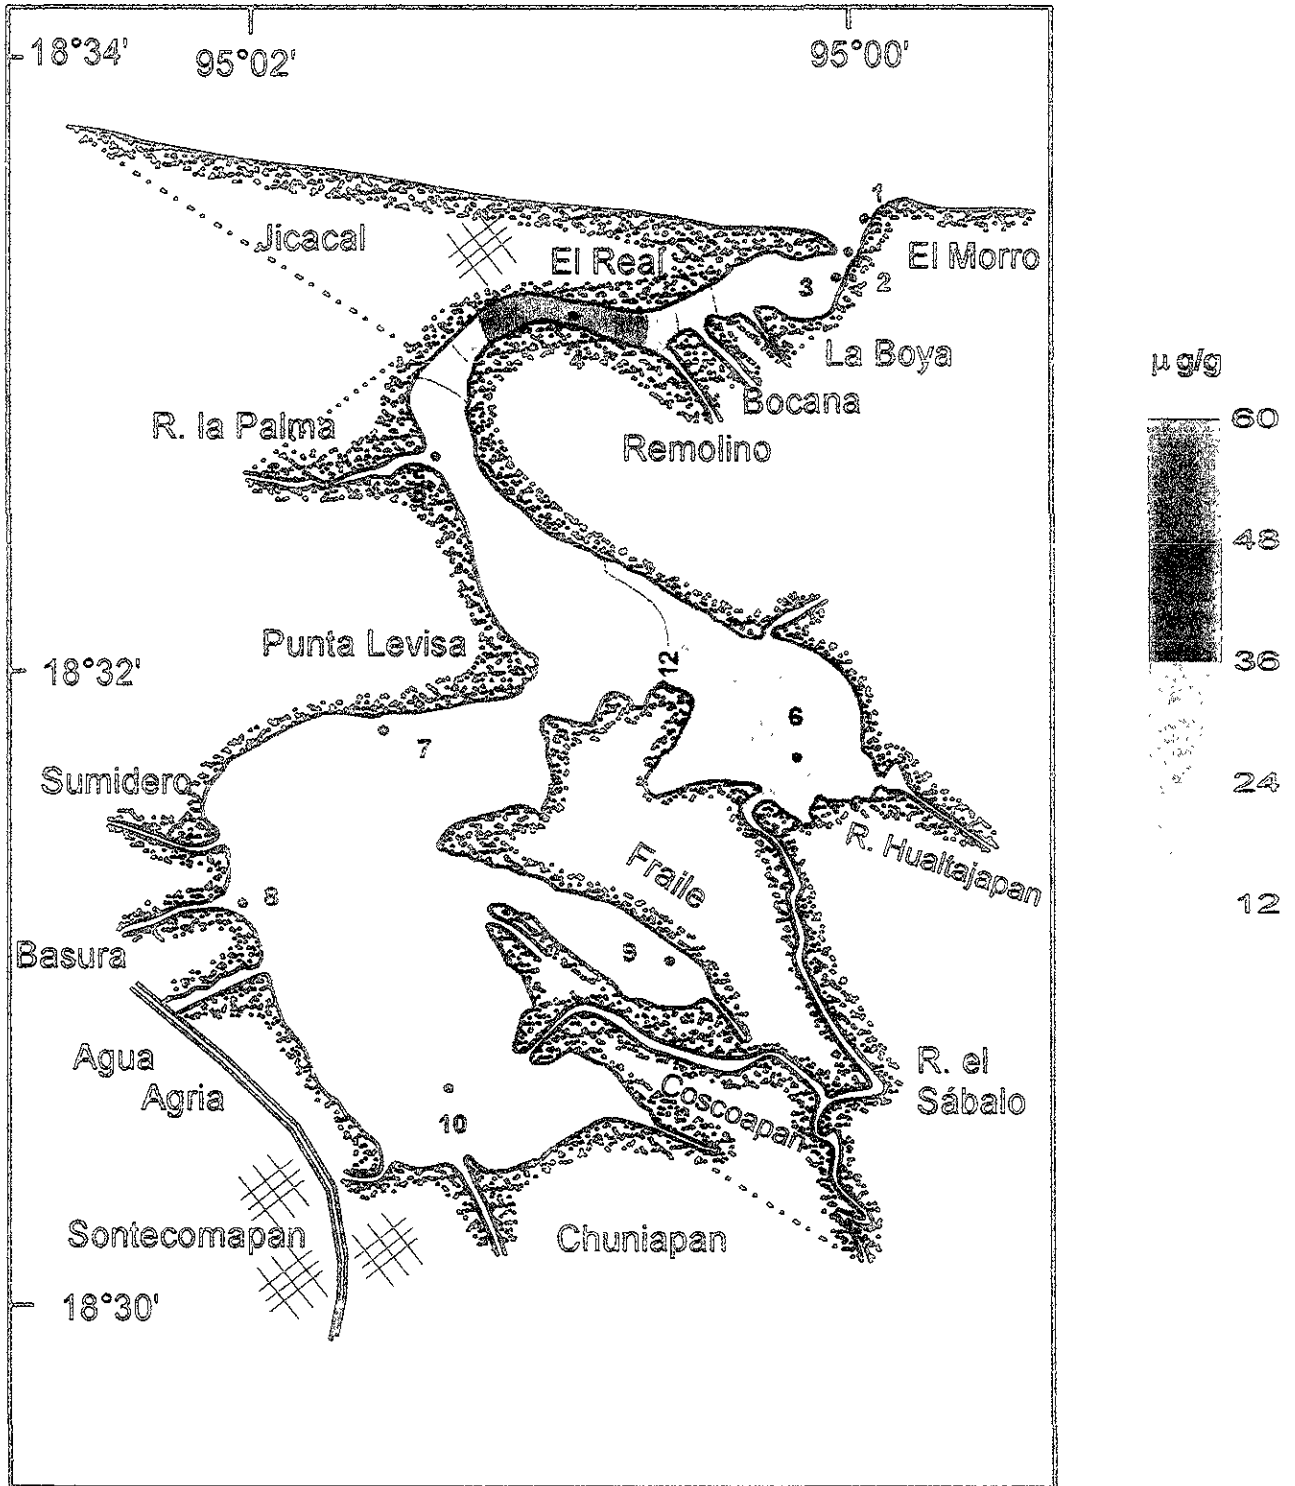 18°34'
95°02'
95°00'
1
Jicacal
El Real
El Morro
3
2
4
La Boya
µg/g
Bocana
60
R. la Palma
Remolino
48
Punta Levisa
18°32'
12
36
6
7
Sumidero
24
R. Hualtajapan
Fraile
8
12
Basura
9
Agua
Agria
R. el
Sábalo
Coscoapan
10
Sontecomapan
Chuniapan
18°30'